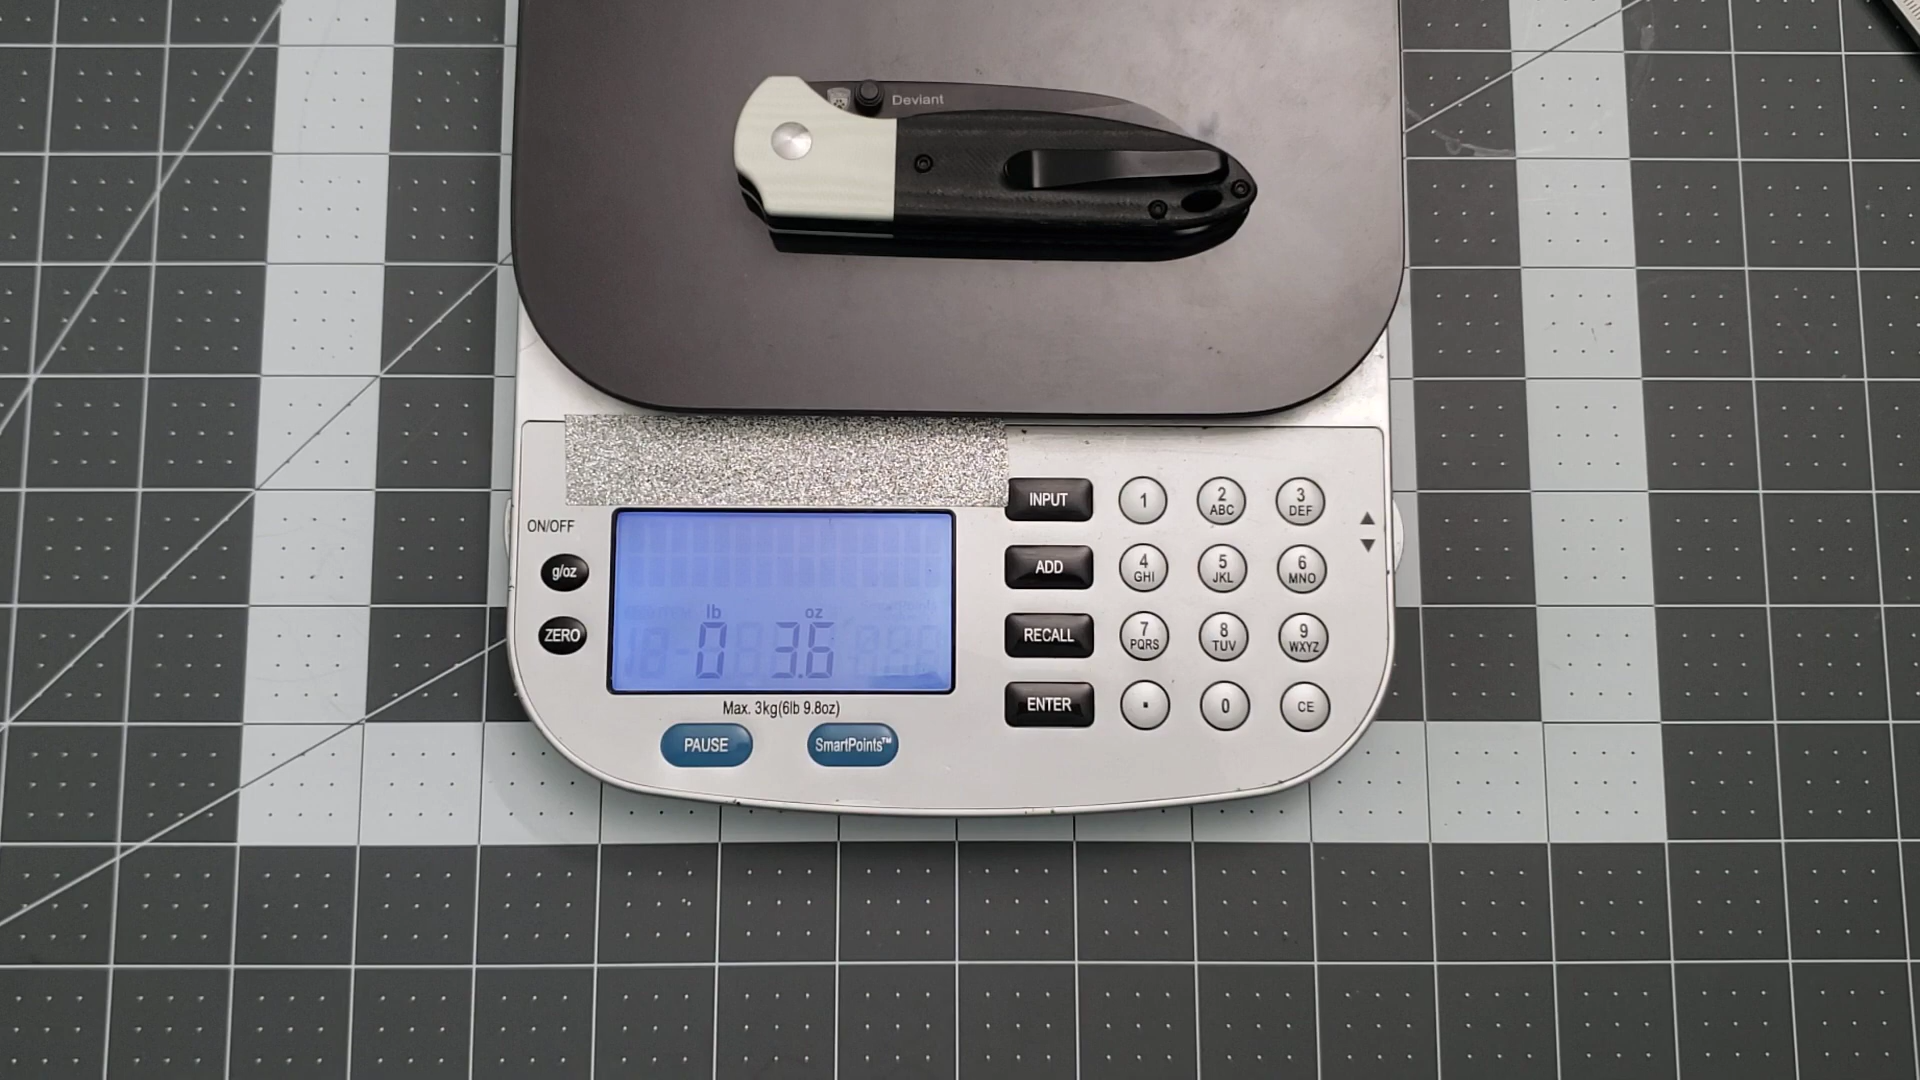 Deviant
ON/OFF
g/oz
ZERO
lb oz
0 3.6
Max. 3kg(6lb 9.8oz)
PAUSE
SmartPoints™
INPUT
1
2
ABC
3
DEF
ADD
4
GHI
5
JKL
6
MNO
RECALL
7
PQRS
8
TUV
9
WXYZ
ENTER
.
0
CE